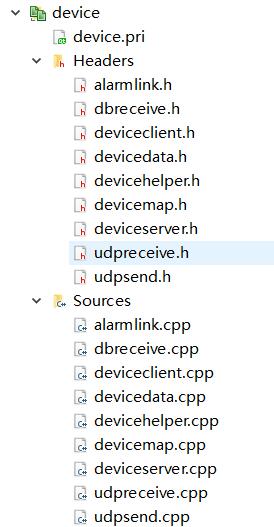 device
device.pri
Headers
alarmlink.h
dbreceive.h
deviceclient.h
devicedata.h
devicehelper.h
devicemap.h
deviceserver.h
udpreceive.h
udpsend.h
Sources
alarmlink.cpp
dbreceive.cpp
deviceclient.cpp
devicedata.cpp
devicehelper.cpp
devicemap.cpp
deviceserver.cpp
udpreceive.cpp
udpsend.cpp